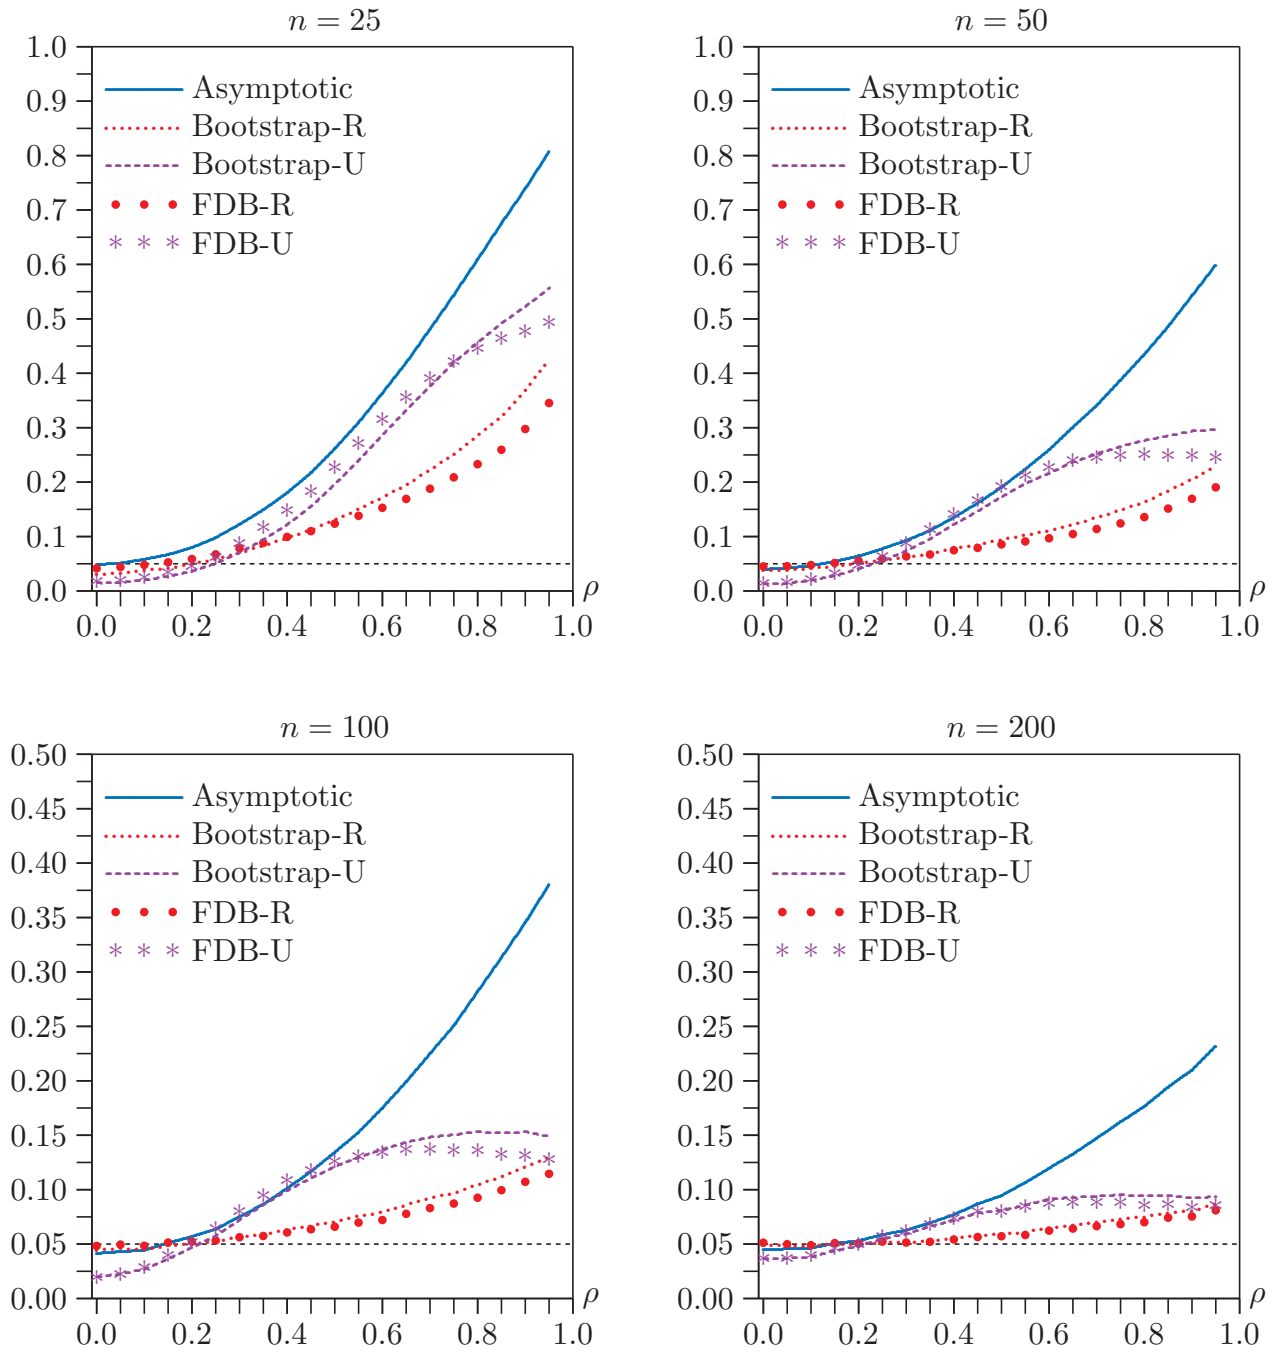 n = 25
1.0
0.9
0.8
0.7
0.6
0.5
0.4
0.3
0.2
0.1
0.0
Asymptotic
Bootstrap-R
Bootstrap-U
FDB-R
FDB-U
0.0 0.2 0.4 0.6 0.8 1.0
ρ
n = 50
1.0
0.9
0.8
0.7
0.6
0.5
0.4
0.3
0.2
0.1
0.0
Asymptotic
Bootstrap-R
Bootstrap-U
FDB-R
FDB-U
0.0 0.2 0.4 0.6 0.8 1.0
ρ
n = 100
0.50
0.45
0.40
0.35
0.30
0.25
0.20
0.15
0.10
0.05
0.00
Asymptotic
Bootstrap-R
Bootstrap-U
FDB-R
FDB-U
0.0 0.2 0.4 0.6 0.8 1.0
ρ
n = 200
0.50
0.45
0.40
0.35
0.30
0.25
0.20
0.15
0.10
0.05
0.00
Asymptotic
Bootstrap-R
Bootstrap-U
FDB-R
FDB-U
0.0 0.2 0.4 0.6 0.8 1.0
ρ